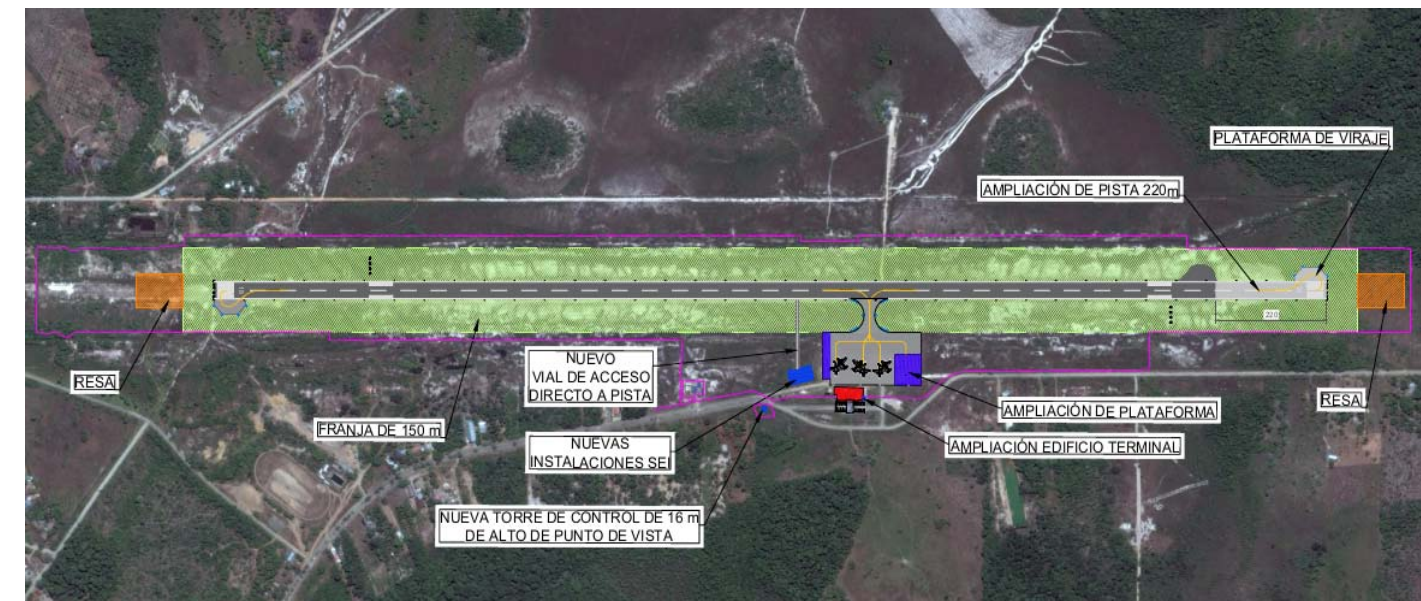 PLATAFORMA DE VIRAJE
AMPLIACIÓN DE PISTA 220m
220
RESA
NUEVO
VIAL DE ACCESO
DIRECTO A PISTA
FRANJA DE 150 m
NUEVAS
INSTALACIONES SEI
NUEVA TORRE DE CONTROL DE 16 m
DE ALTO DE PUNTO DE VISTA
AMPLIACIÓN DE PLATAFORMA
AMPLIACIÓN EDIFICIO TERMINAL
RESA